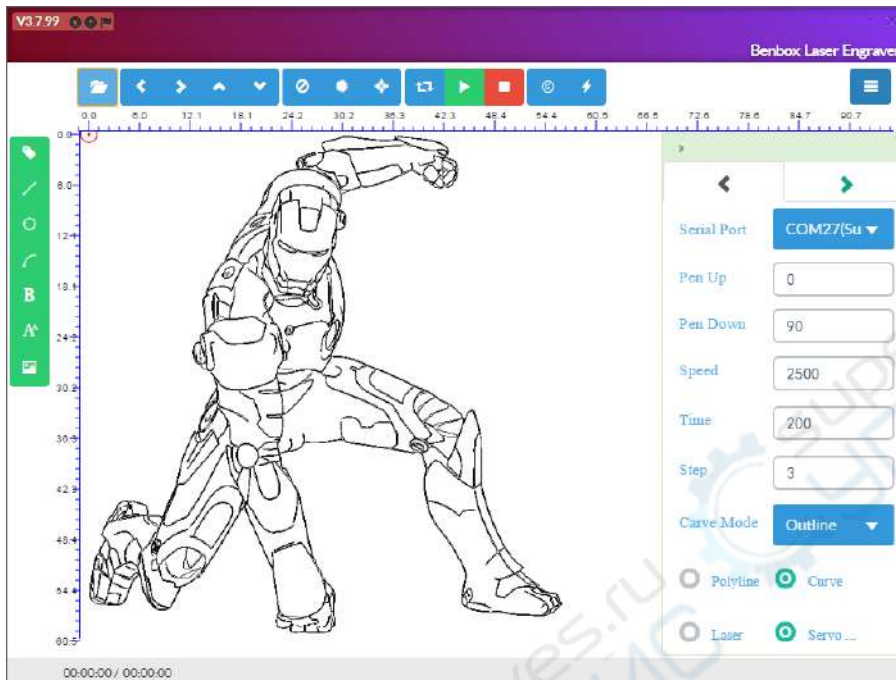 V3.7.99
Benbox Laser Engraver
0.0 6.0 12.1 18.1 24.2 30.2 36.3 42.3 48.4 54.4 60.5 66.5 72.6 78.6 84.7 90.7
0.0
6.0
12.1
18.1
24.2
30.2
36.3
42.3
48.4
54.4
60.5
B
A
Serial Port COM27(Su
Pen Up 0
Pen Down 90
Speed 2500
Time 200
Step 3
Carve Mode Outline
Polyline Curve
Laser Servo ...
00:00:00 / 00:00:00